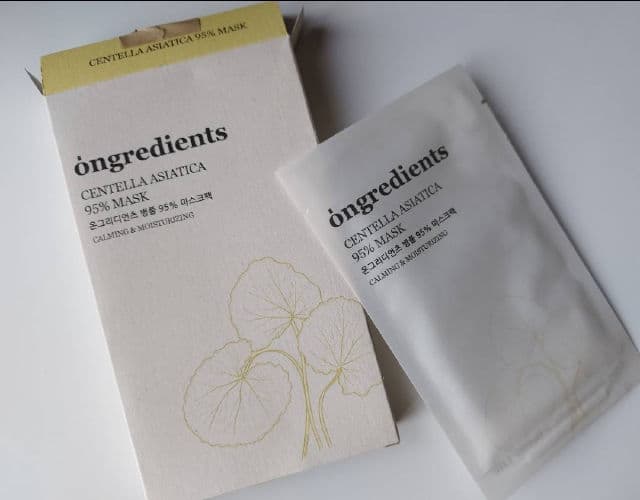 CENTELLA ASIATICA 95% MASK
ȯngredients
CENTELLA ASIATICA
95% MASK
온그리디언츠 병풀 95% 마스크팩
CALMING & MOISTURIZING
ȯngredients
CENTELLA ASIATICA
95% MASK
온그리디언츠 병풀 95% 마스크팩
CALMING & MOISTURIZING